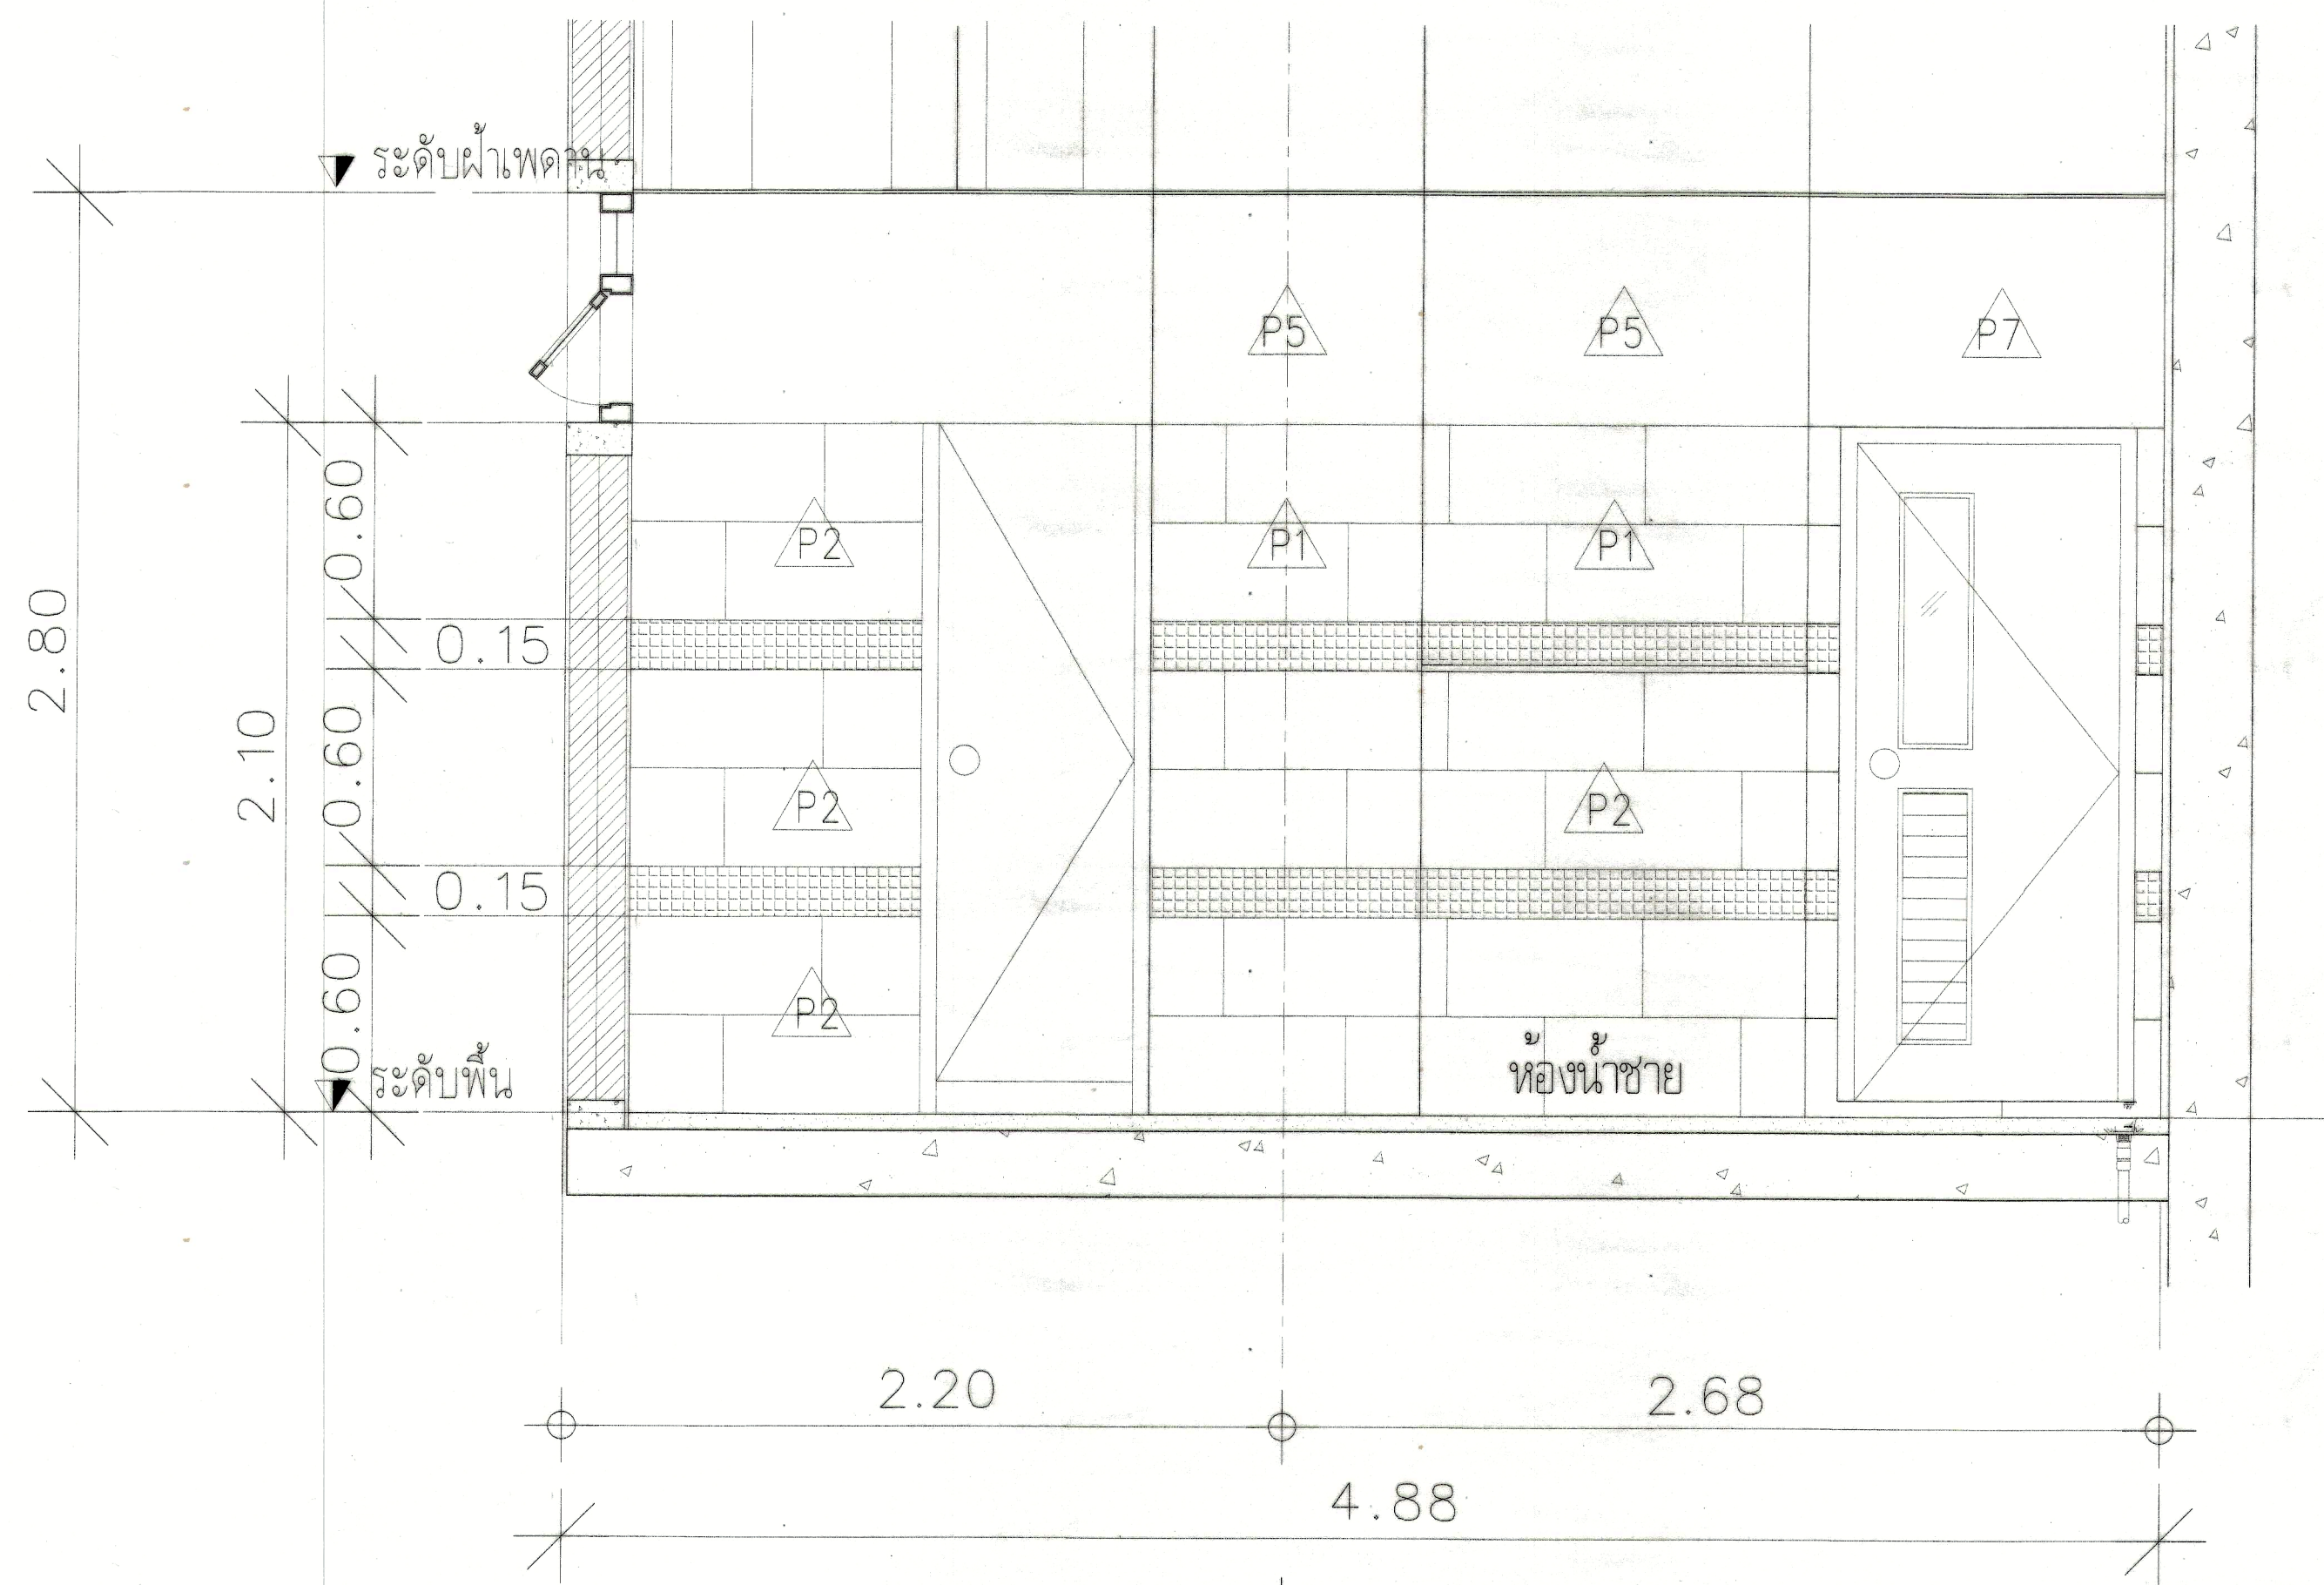 ระดับฝ้าเพดาน
P5
P5
P7
0.60
P2
P1
P1
2.80
0.15
2.10
0.60
P2
P2
0.15
0.60
P2
ระดับพื้น
ห้องน้ำชาย
2.20
2.68
4.88